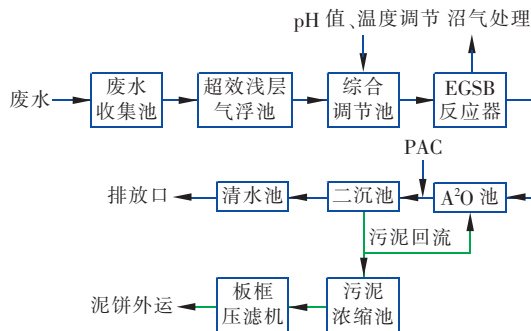 pH 值、温度调节 沼气处理
废水
废水
收集池
超效浅层
气浮池
综合
调节池
EGSB
反应器
PAC
排放口
清水池
二沉池
A²O 池
污泥回流
泥饼外运
板框
压滤机
污泥
浓缩池